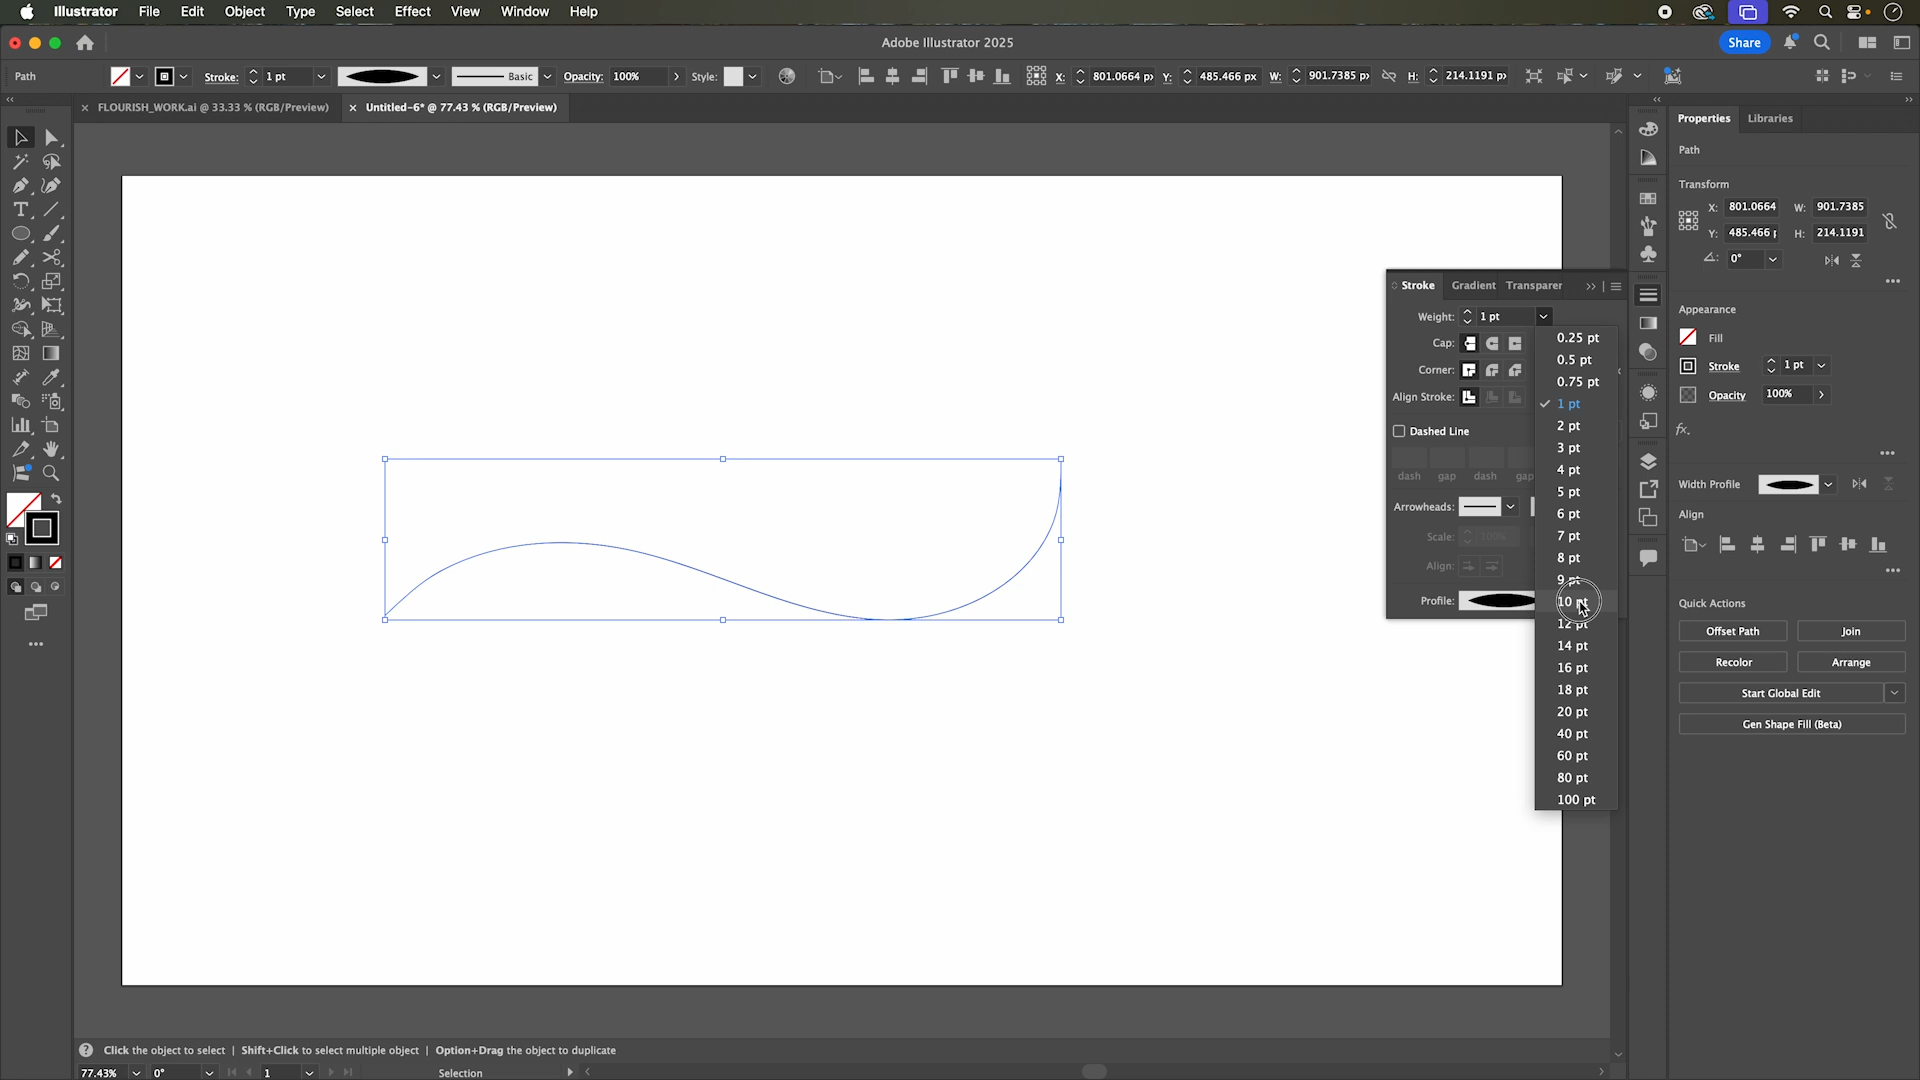 Illustrator File Edit Object Type Select Effect View Window Help
Adobe Illustrator 2025
Share
Path Stroke: 1 pt Basic Opacity: 100% Style: X: 801.0664 px Y: 485.466 px W: 901.7385 px H: 214.1191 px
FLOURISH_WORK.ai @ 33.33 % (RGB/Preview)
Untitled-6* @ 77.43 % (RGB/Preview)
Properties Libraries
Path
Transform
X: 801.0664 W: 901.7385
Y: 485.466 H: 214.1191
0°
Appearance
Fill
Stroke 1 pt
Opacity 100%
fx.
Width Profile
Align
Quick Actions
Offset Path Join
Recolor Arrange
Start Global Edit
Gen Shape Fill (Beta)
Stroke Gradient Transparer
Weight: 1 pt
Cap:
Corner:
Align Stroke:
Dashed Line
dash gap dash gap
Arrowheads:
Scale: 100%
Align:
Profile:
0.25 pt
0.5 pt
0.75 pt
1 pt
2 pt
3 pt
4 pt
5 pt
6 pt
7 pt
8 pt
9 pt
10 pt
12 pt
14 pt
16 pt
18 pt
20 pt
40 pt
60 pt
80 pt
100 pt
Click the object to select | Shift+Click to select multiple object | Option+Drag the object to duplicate
77.43% 0° 1 Selection